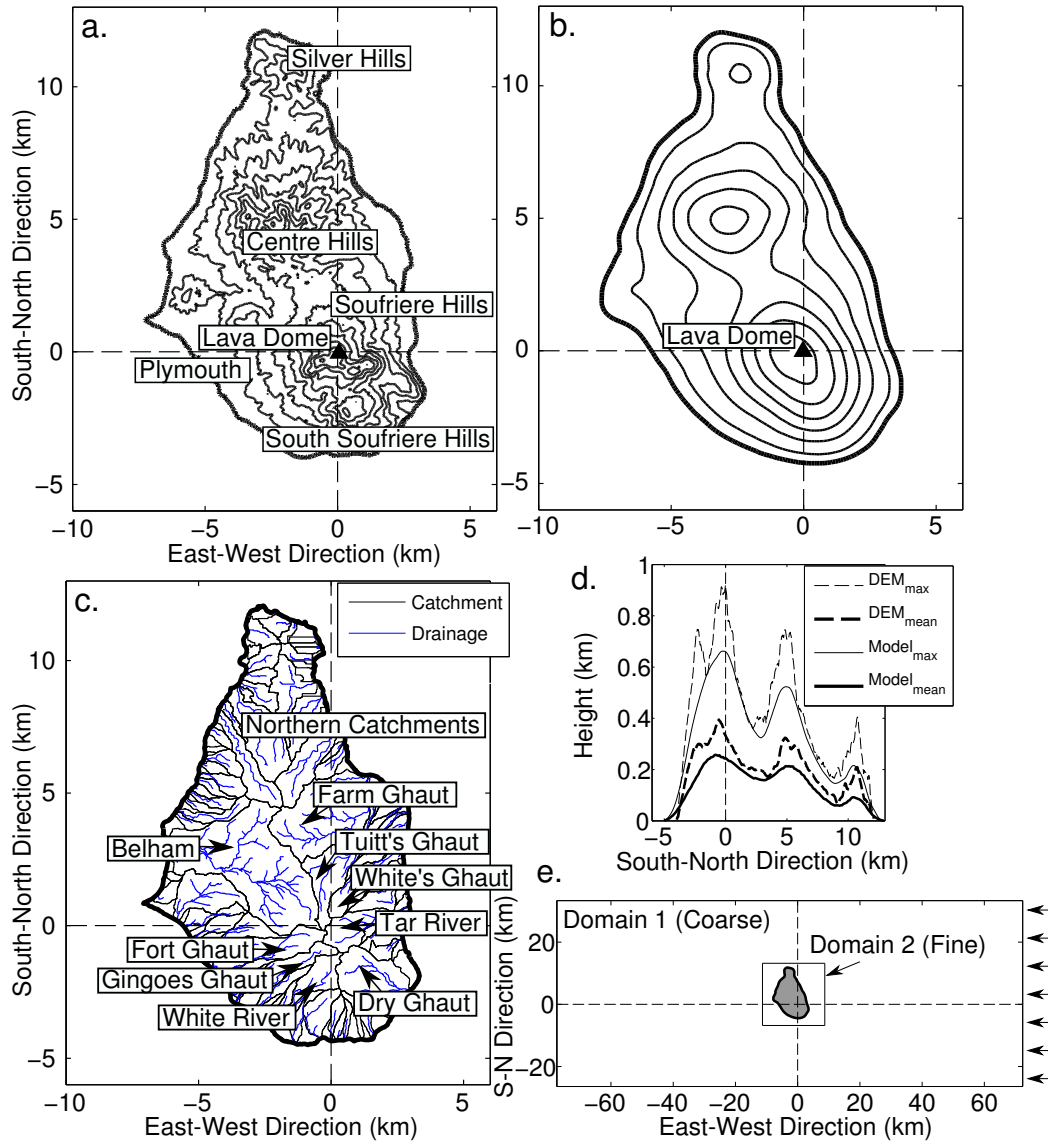 a.
Silver Hills
Centre Hills
Soufriere Hills
Lava Dome
Plymouth
South Soufriere Hills
10
5
0
−5
−10
−5
0
5
South-North Direction (km)
East-West Direction (km)
b.
Lava Dome
10
5
0
−5
−10
−5
0
5
c.
Catchment
Drainage
Northern Catchments
Farm Ghaut
Belham
Tuitt's Ghaut
White's Ghaut
Tar River
Fort Ghaut
Gingoes Ghaut
White River
Dry Ghaut
10
5
0
−5
−10
−5
0
5
South-North Direction (km)
East-West Direction (km)
d.
DEMmax
DEMmean
Modelmax
Modelmean
1
0.8
0.6
0.4
0.2
0
−5
0
5
10
Height (km)
South-North Direction (km)
e.
Domain 1 (Coarse)
Domain 2 (Fine)
20
0
−20
−60
−40
−20
0
20
40
60
S-N Direction (km)
East-West Direction (km)